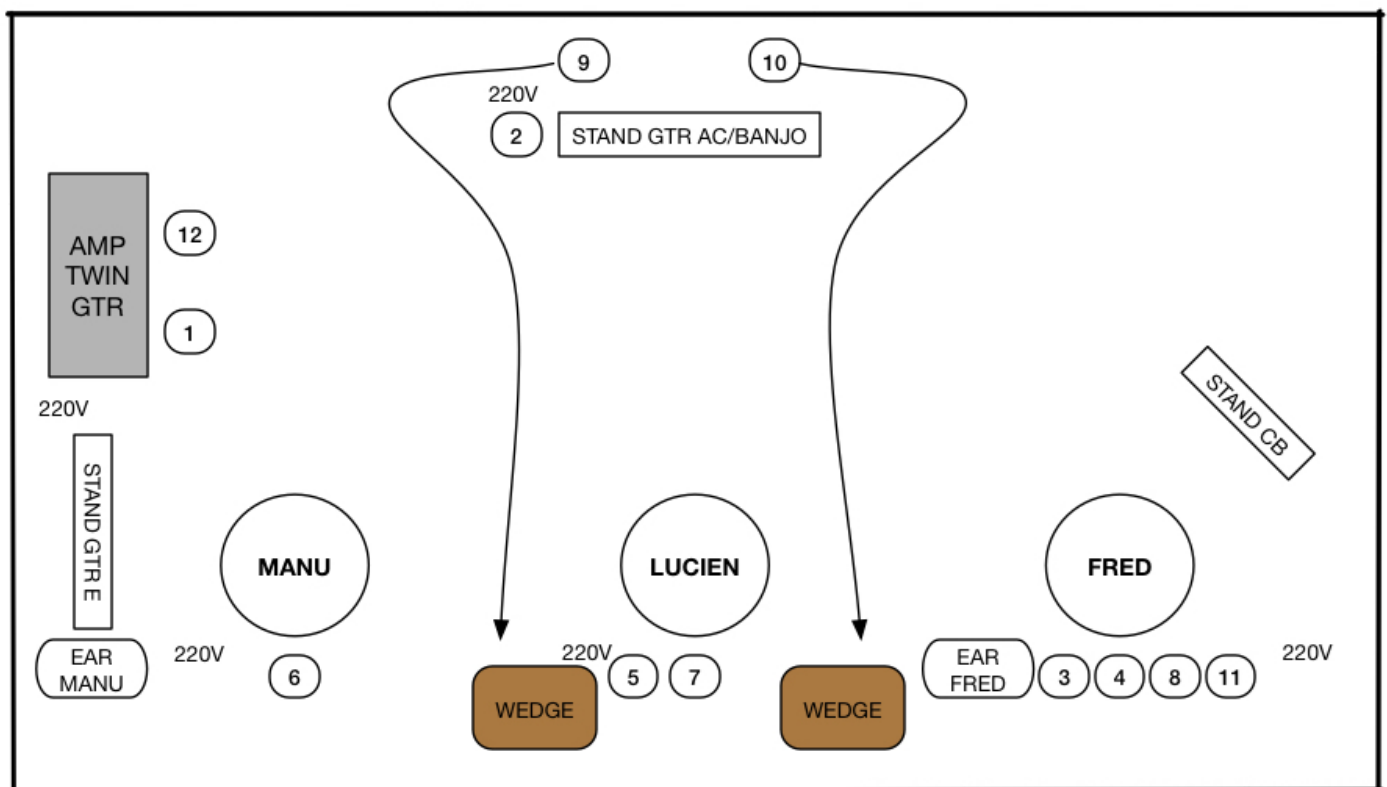 9
10
220V
2
STAND GTR AC/BANJO
12
AMP
TWIN
GTR
1
220V
STAND CB
STAND GTR E
MANU
LUCIEN
FRED
EAR
MANU
220V
6
220V
WEDGE
5
7
WEDGE
EAR
FRED
3
4
8
11
220V